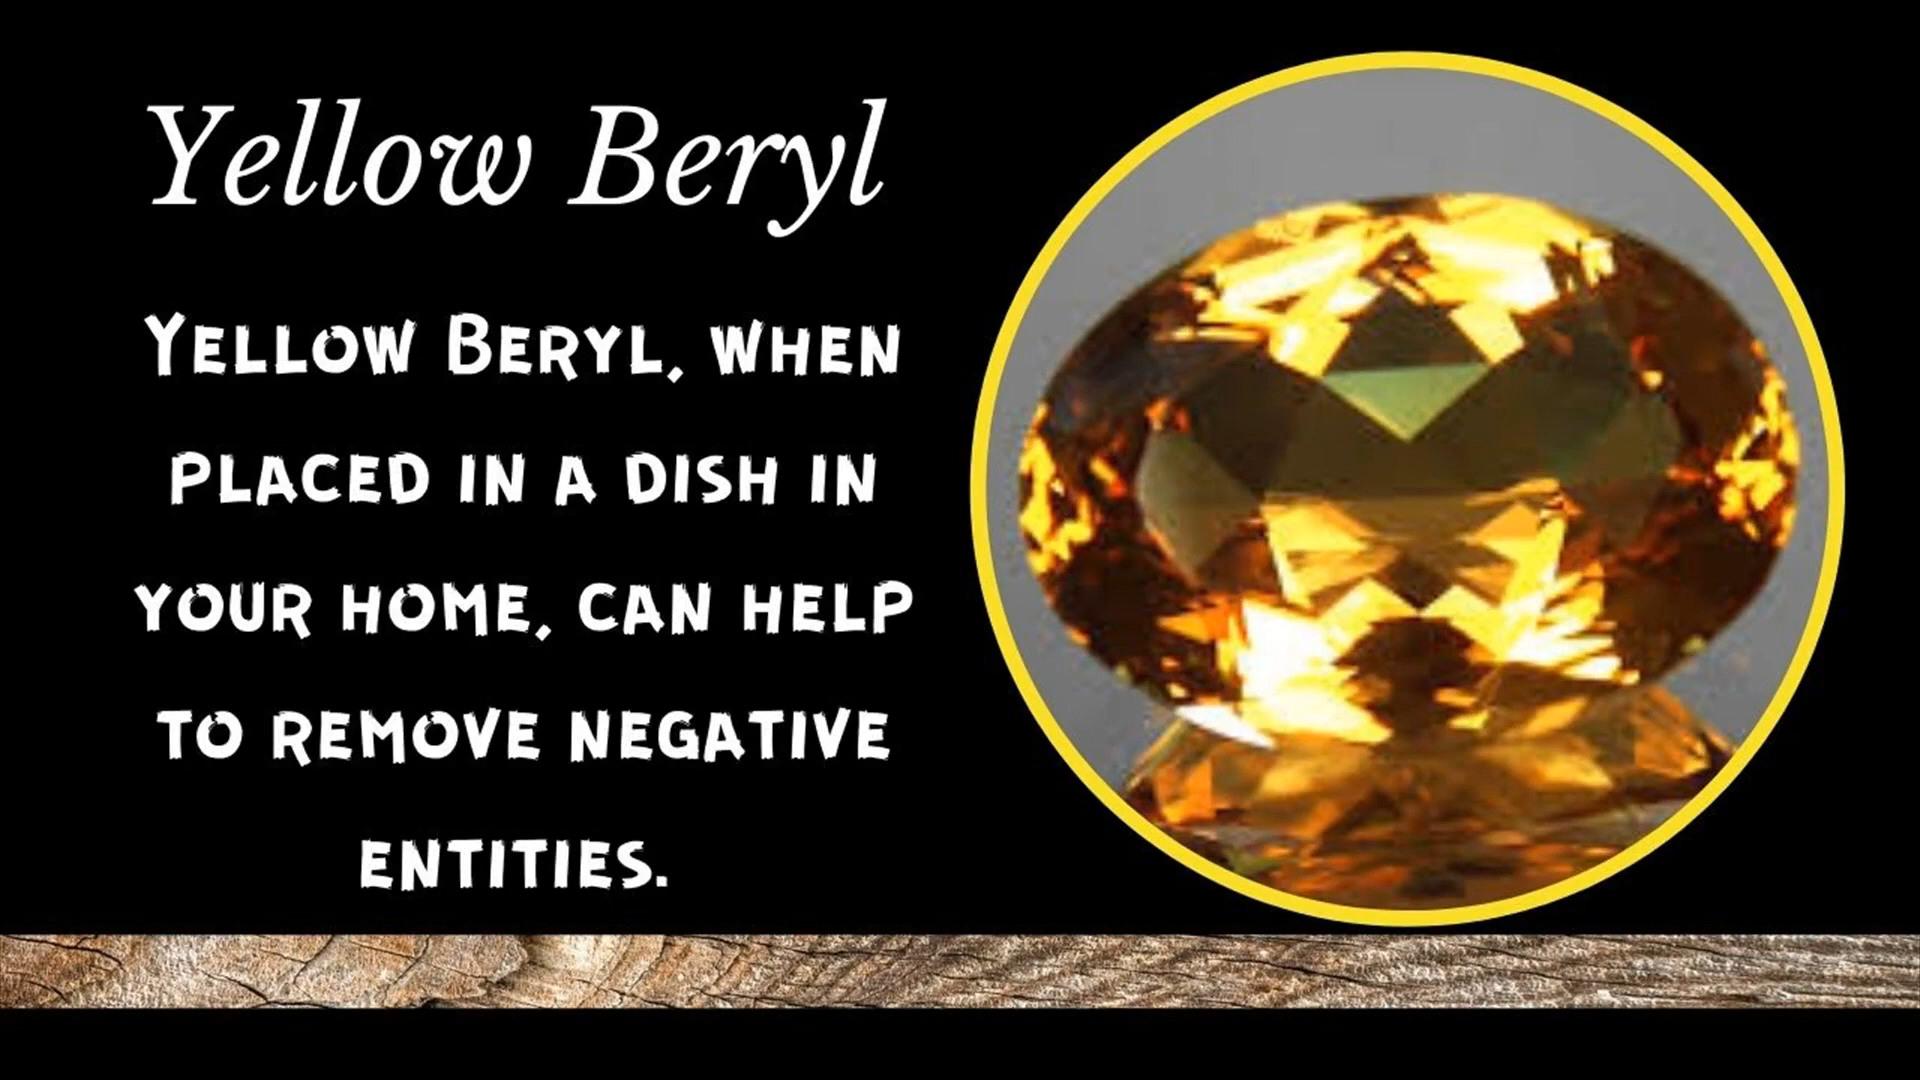 Yellow Beryl
Yellow Beryl, when
placed in a dish in
your home, can help
to remove negative
entities.